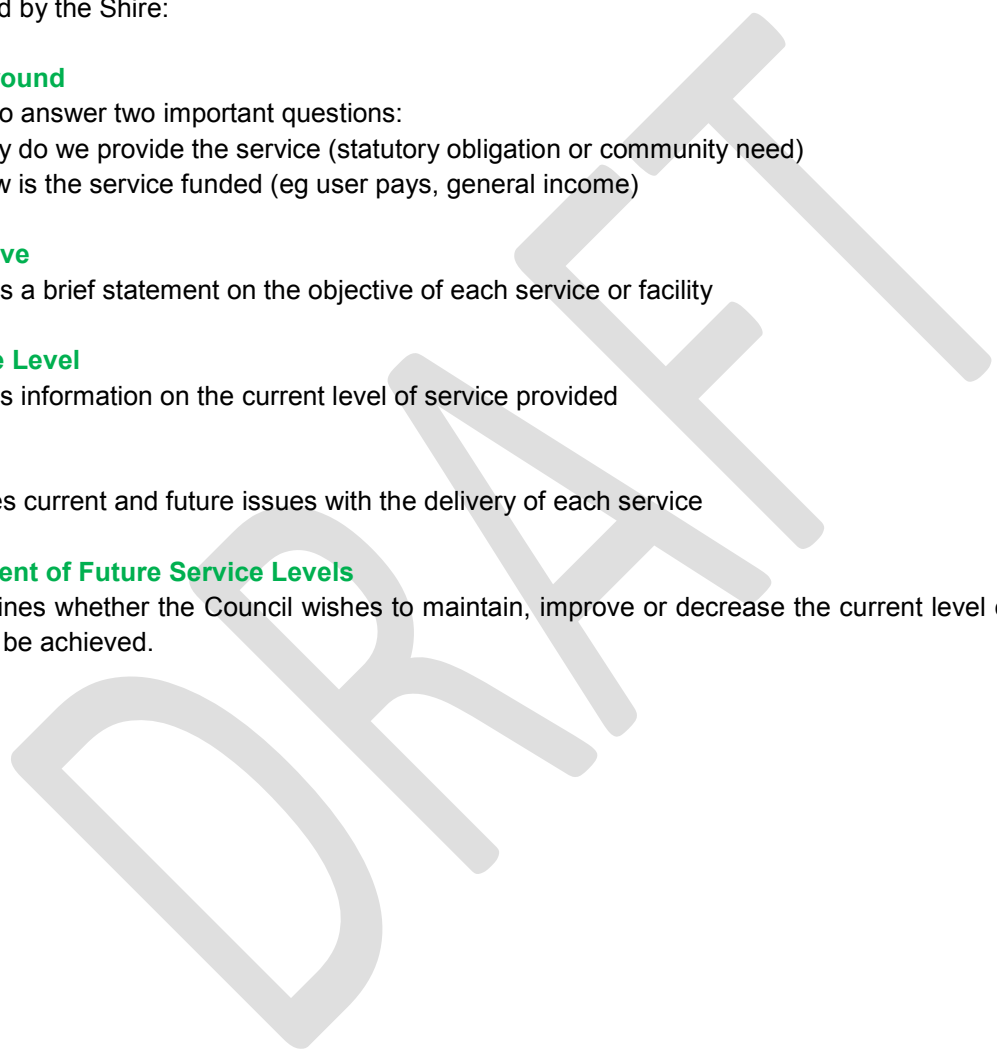 d by the Shire:
ound
o answer two important questions:
y do we provide the service (statutory obligation or community need)
w is the service funded (eg user pays, general income)
ve
s a brief statement on the objective of each service or facility
e Level
s information on the current level of service provided
es current and future issues with the delivery of each service
ent of Future Service Levels
ines whether the Council wishes to maintain, improve or decrease the current level
be achieved.
DRAFT